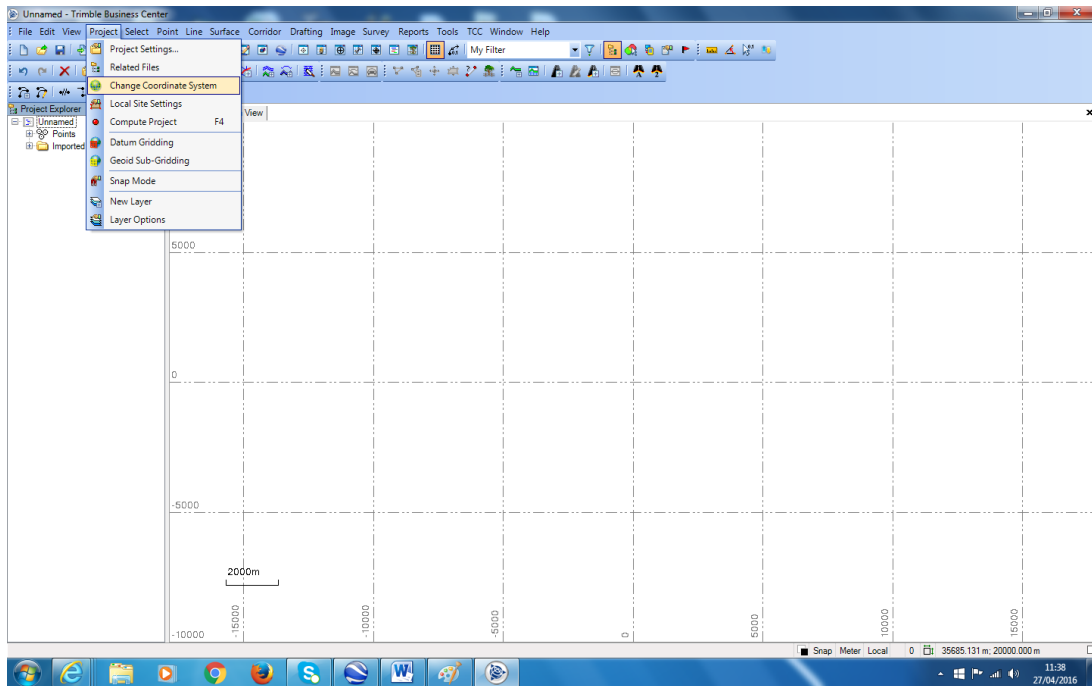 Unnamed - Trimble Business Center
File Edit View Project Select Point Line Surface Corridor Drafting Image Survey Reports Tools TCC Window Help
Project Settings...
My Filter
Related Files
Change Coordinate System
Project Explorer
Local Site Settings
View
Unnamed
Compute Project F4
Points
Datum Gridding
Imported
Geoid Sub-Gridding
Snap Mode
New Layer
Layer Options
5000
0
-5000
2000m
-10000
-15000
-10000
-5000
0
5000
10000
15000
Snap Meter Local 0 35685.131 m; 20000.000 m
11:38
27/04/2016